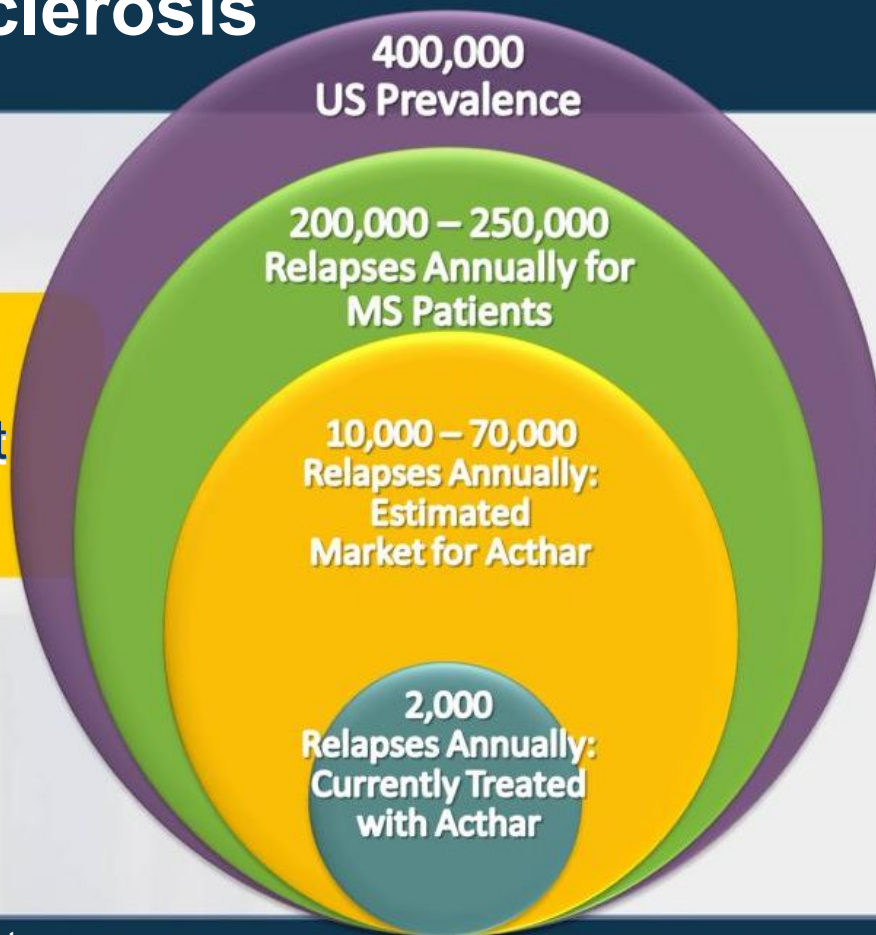 clerosis
400,000
US Prevalence
200,000 – 250,000
Relapses Annually for
MS Patients
t
10,000 – 70,000
Relapses Annually:
Estimated
Market for Acthar
2,000
Relapses Annually:
Currently Treated
with Acthar